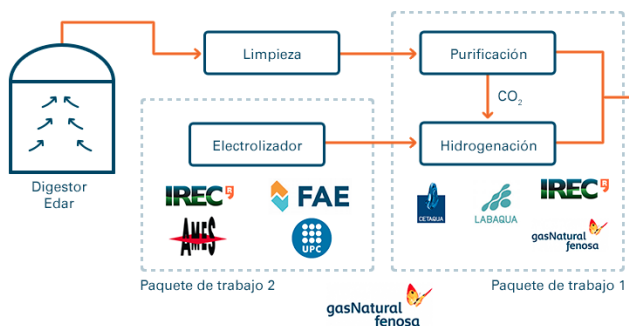 Limpieza
Purificación
CO₂
Electrolizador
Hidrogenación
Digestor
Edar
IREC R
FAE
AMES
UPC
CETAQUA
LABAQUA
IREC R
gasNatural
fenosa
Paquete de trabajo 2
Paquete de trabajo 1
gasNatural
fenosa